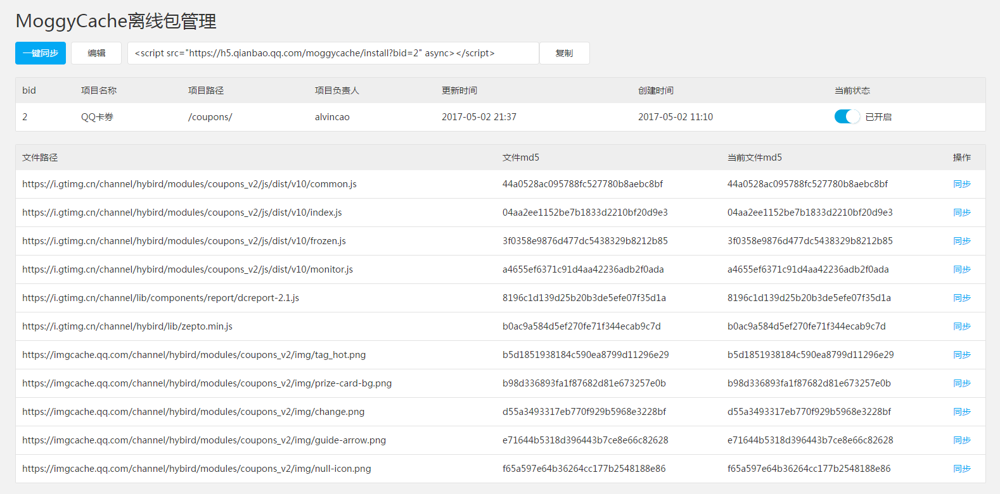 MoggyCache离线包管理
一键同步 编辑 <script src="https://h5.qianbao.qq.com/moggycache/install?bid=2" async></script> 复制
bid 项目名称 项目路径 项目负责人 更新时间 创建时间 当前状态
2 QQ卡券 /coupons/ alvincao 2017-05-02 21:37 2017-05-02 11:10 已开启
文件路径 文件md5 当前文件md5 操作
https://i.gtimg.cn/channel/hybird/modules/coupons_v2/js/dist/v10/common.js 44a0528ac095788fc527780b8aebc8bf 44a0528ac095788fc527780b8aebc8bf 同步
https://i.gtimg.cn/channel/hybird/modules/coupons_v2/js/dist/v10/index.js 04aa2ee1152be7b1833d2210bf20d9e3 04aa2ee1152be7b1833d2210bf20d9e3 同步
https://i.gtimg.cn/channel/hybird/modules/coupons_v2/js/dist/v10/frozen.js 3f0358e9876d477dc5438329b8212b85 3f0358e9876d477dc5438329b8212b85 同步
https://i.gtimg.cn/channel/hybird/modules/coupons_v2/js/dist/v10/monitor.js a4655ef6371c91d4aa42236adb2f0ada a4655ef6371c91d4aa42236adb2f0ada 同步
https://i.gtimg.cn/channel/lib/components/report/dcreport-2.1.js 8196c1d139d25b20b3de5efe07f35d1a 8196c1d139d25b20b3de5efe07f35d1a 同步
https://i.gtimg.cn/channel/hybird/lib/zepto.min.js b0ac9a584d5ef270fe71f344ecab9c7d b0ac9a584d5ef270fe71f344ecab9c7d 同步
https://imgcache.qq.com/channel/hybird/modules/coupons_v2/img/tag_hot.png b5d1851938184c590ea8799d11296e29 b5d1851938184c590ea8799d11296e29 同步
https://imgcache.qq.com/channel/hybird/modules/coupons_v2/img/prize-card-bg.png b98d336893fa1f87682d81e673257e0b b98d336893fa1f87682d81e673257e0b 同步
https://imgcache.qq.com/channel/hybird/modules/coupons_v2/img/change.png d55a3493317eb770f929b5968e3228bf d55a3493317eb770f929b5968e3228bf 同步
https://imgcache.qq.com/channel/hybird/modules/coupons_v2/img/guide-arrow.png e71644b5318d396443b7ce8e66c82628 e71644b5318d396443b7ce8e66c82628 同步
https://imgcache.qq.com/channel/hybird/modules/coupons_v2/img/null-icon.png f65a597e64b36264cc177b2548188e86 f65a597e64b36264cc177b2548188e86 同步